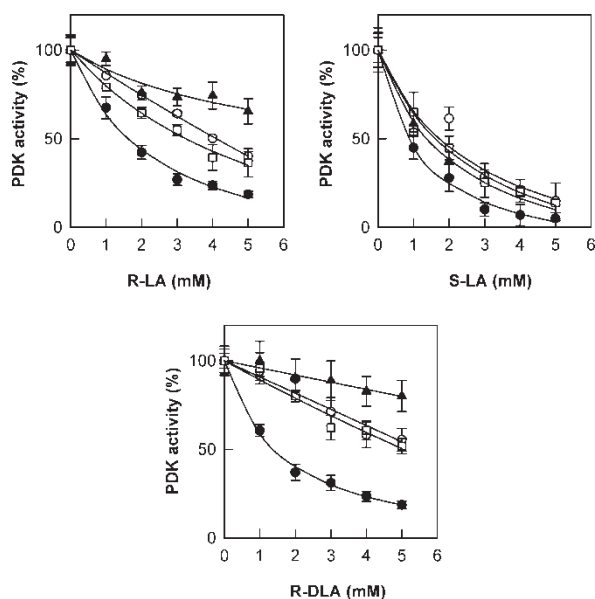 PDK activity (%)
100
50
0
0 1 2 3 4 5 6
R-LA (mM)
PDK activity (%)
100
50
0
0 1 2 3 4 5 6
S-LA (mM)
PDK activity (%)
100
50
0
0 1 2 3 4 5 6
R-DLA (mM)